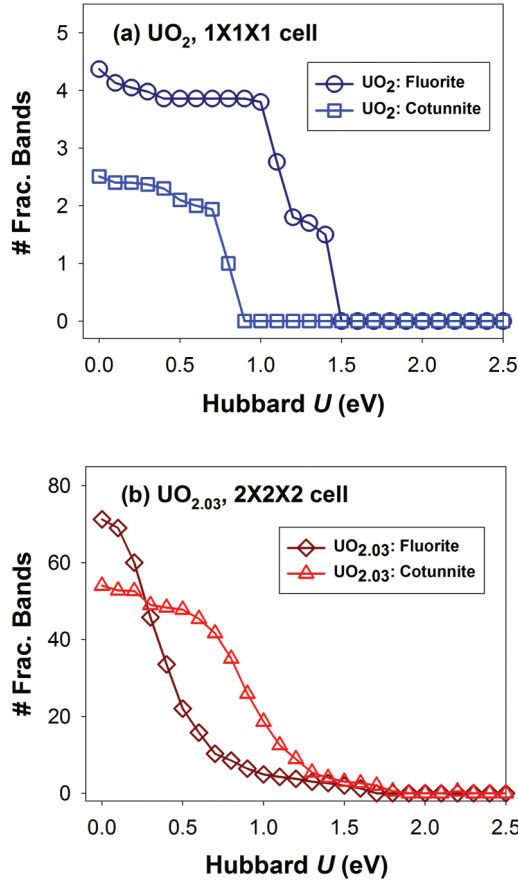 (a) UO2, 1X1X1 cell
UO2: Fluorite
UO2: Cotunnite
# Frac. Bands
5
4
3
2
1
0
0.0 0.5 1.0 1.5 2.0 2.5
Hubbard U (eV)
(b) UO2.03, 2X2X2 cell
UO2.03: Fluorite
UO2.03: Cotunnite
# Frac. Bands
80
60
40
20
0
0.0 0.5 1.0 1.5 2.0 2.5
Hubbard U (eV)